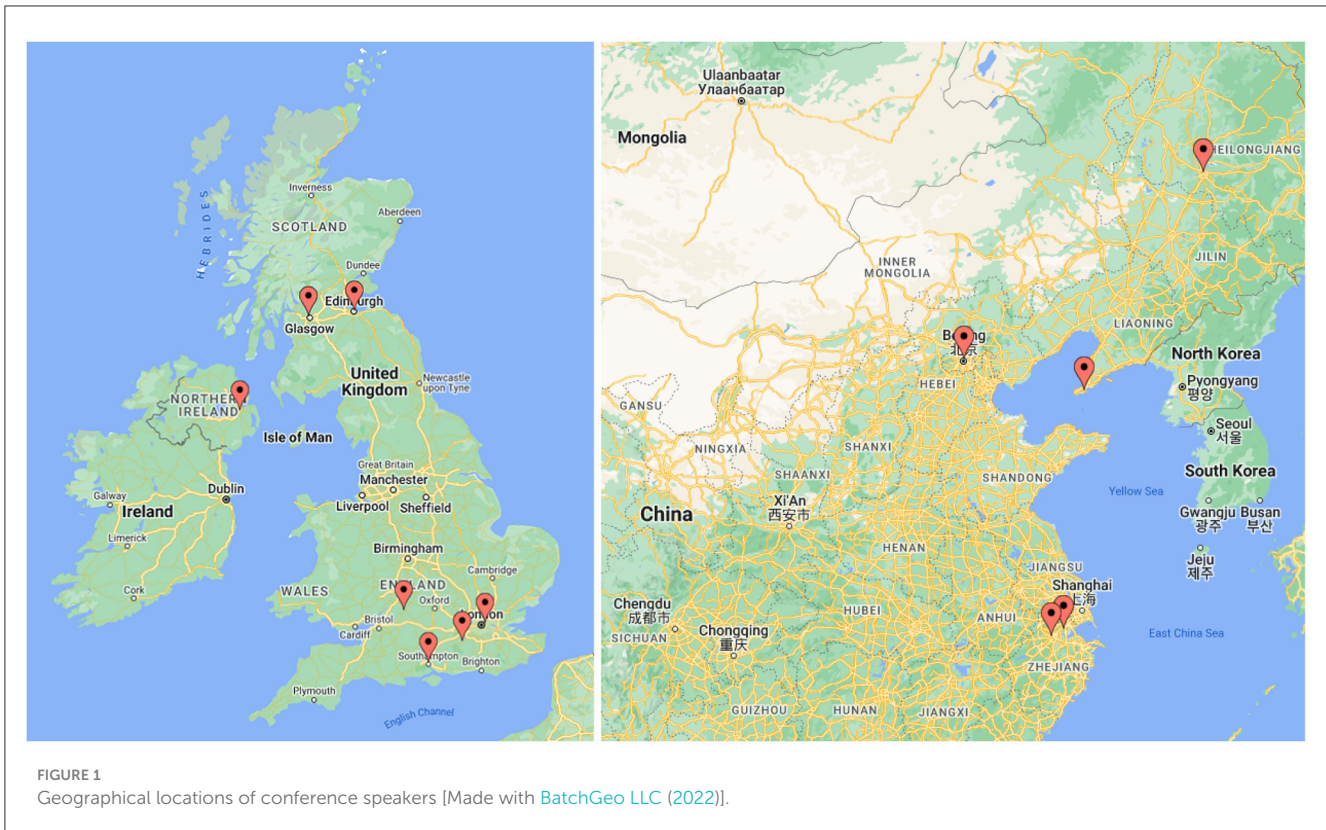 Inverness
Aberdeen
HEBRIDES
SCOTLAND
Dundee
Edinburgh
Glasgow
United
Kingdom
Newcastle
upon Tyne
NORTHERN
IRELAND
Isle of Man
Great Britain
Manchester
Dublin
Galway
Ireland
Liverpool
Sheffield
Limerick
Birmingham
Cambridge
Cork
WALES
ENGLAND
Oxford
London
Bristol
Cardiff
Southampton
Brighton
Plymouth
English Channel
Ulaanbaatar
Улаанбаатар
Mongolia
HEILONGJIANG
JILIN
INNER
MONGOLIA
LIAONING
Beijing
北京
North Korea
HEBEI
Pyongyang
평양
GANSU
Seoul
서울
NINGXIA
SHANXI
SHAANXI
SHANDONG
South Korea
Xi'An
西安市
Yellow Sea
China
Gwangju
광주
Busan
부산
HENAN
Jeju
제주
JIANGSU
Shanghai
上海
Chengdu
成都市
SICHUAN
Chongqing
重庆
HUBEI
ANHUI
East China Sea
ZHEJIANG
GUIZHOU
HUNAN
JIANGXI
FIGURE 1
Geographical locations of conference speakers [Made with BatchGeo LLC (2022)].